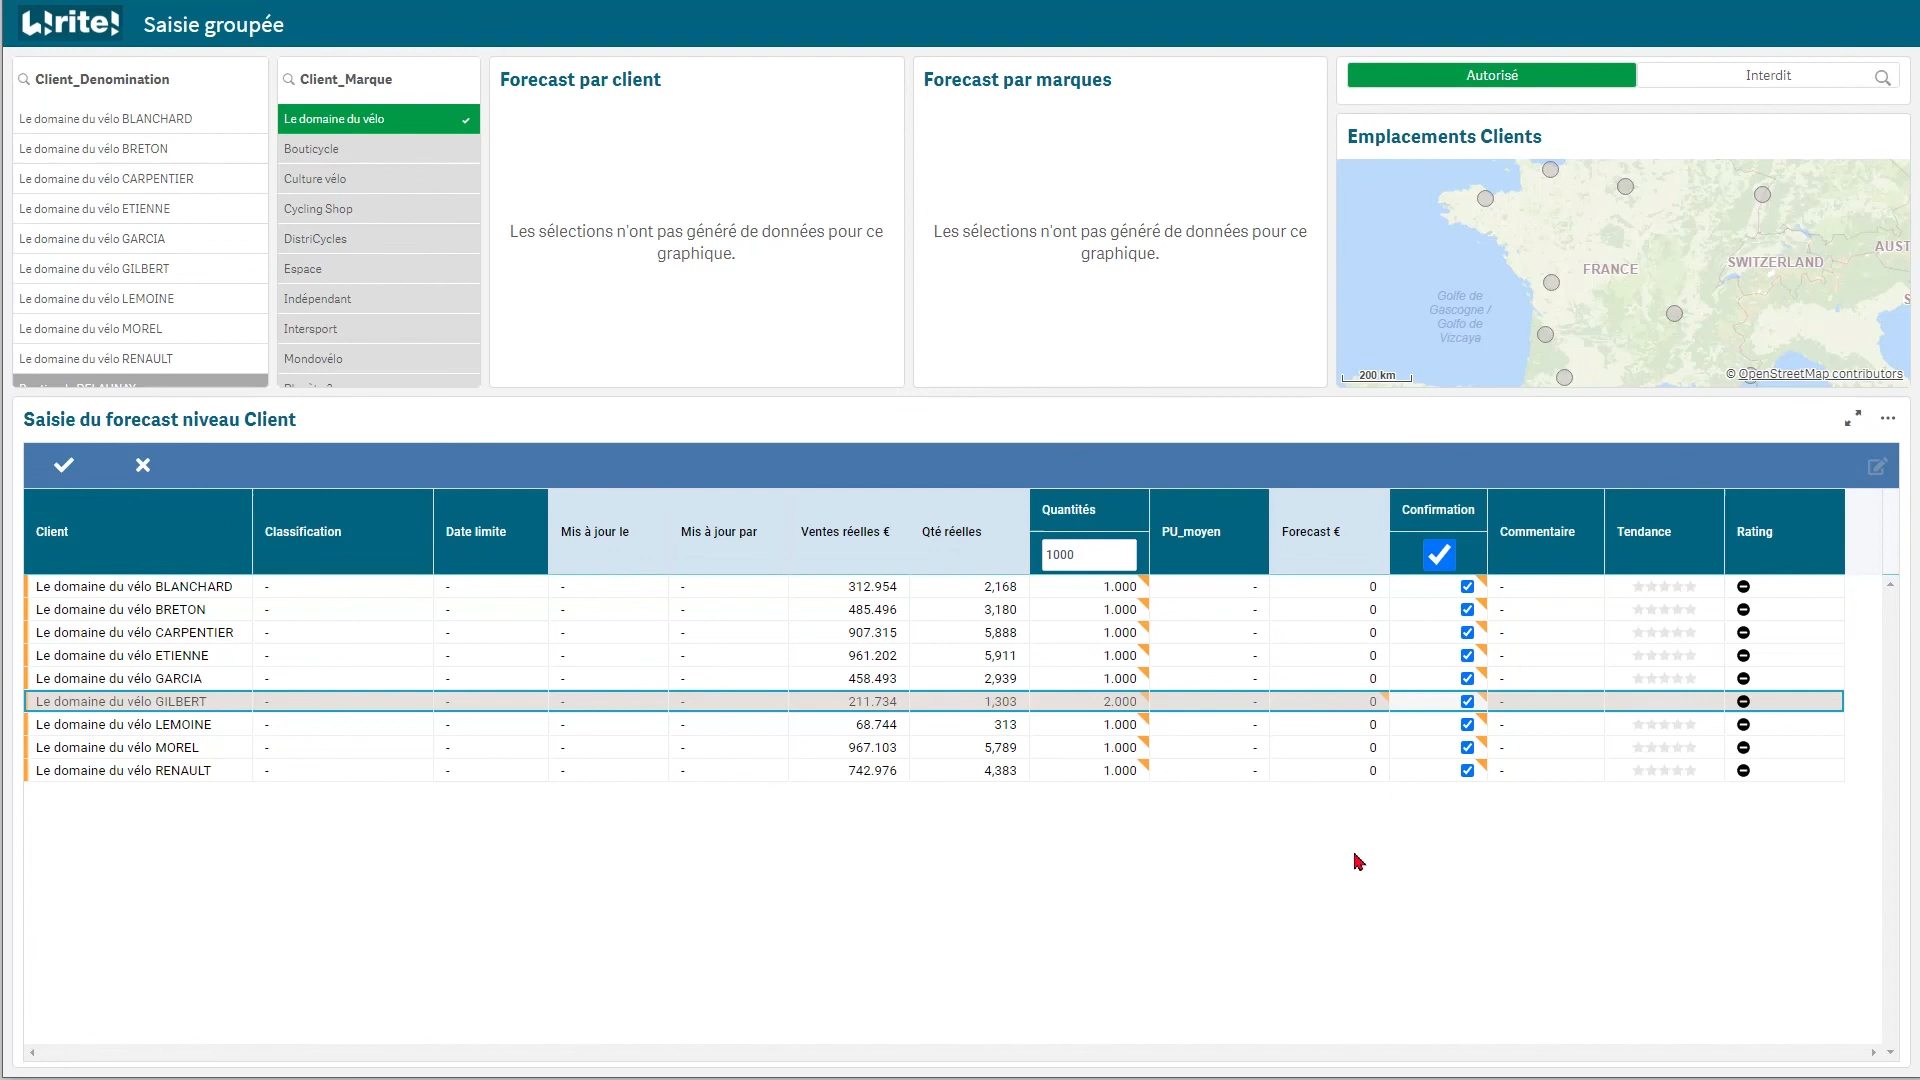 W!rite!
Saisie groupée
Client_Denomination
Le domaine du vélo BLANCHARD
Le domaine du vélo BRETON
Le domaine du vélo CARPENTIER
Le domaine du vélo ETIENNE
Le domaine du vélo GARCIA
Le domaine du vélo GILBERT
Le domaine du vélo LEMOINE
Le domaine du vélo MOREL
Le domaine du vélo RENAULT
Client_Marque
Le domaine du vélo
Bouticycle
Culture vélo
Cycling Shop
DistriCycles
Espace
Indépendant
Intersport
Mondovélo
Forecast par client
Les sélections n'ont pas généré de données pour ce
graphique.
Forecast par marques
Les sélections n'ont pas généré de données pour ce
graphique.
Autorisé Interdit
Emplacements Clients
AUST
SWITZERLAND
FRANCE
Golfe de
Gascogne /
Golfo de
Vizcaya
200 km
© OpenStreetMap contributors
Saisie du forecast niveau Client
Client Classification Date limite Mis à jour le Mis à jour par Ventes réelles € Qté réelles Quantités PU_moyen Forecast € Confirmation Commentaire Tendance Rating
1000
Le domaine du vélo BLANCHARD - - - - 312.954 2,168 1.000 - 0 -
Le domaine du vélo BRETON - - - - 485.496 3,180 1.000 - 0 -
Le domaine du vélo CARPENTIER - - - - 907.315 5,888 1.000 - 0 -
Le domaine du vélo ETIENNE - - - - 961.202 5,911 1.000 - 0 -
Le domaine du vélo GARCIA - - - - 458.493 2,939 1.000 - 0 -
Le domaine du vélo GILBERT - - - - 211.734 1,303 2.000 - 0 -
Le domaine du vélo LEMOINE - - - - 68.744 313 1.000 - 0 -
Le domaine du vélo MOREL - - - - 967.103 5,789 1.000 - 0 -
Le domaine du vélo RENAULT - - - - 742.976 4,383 1.000 - 0 -